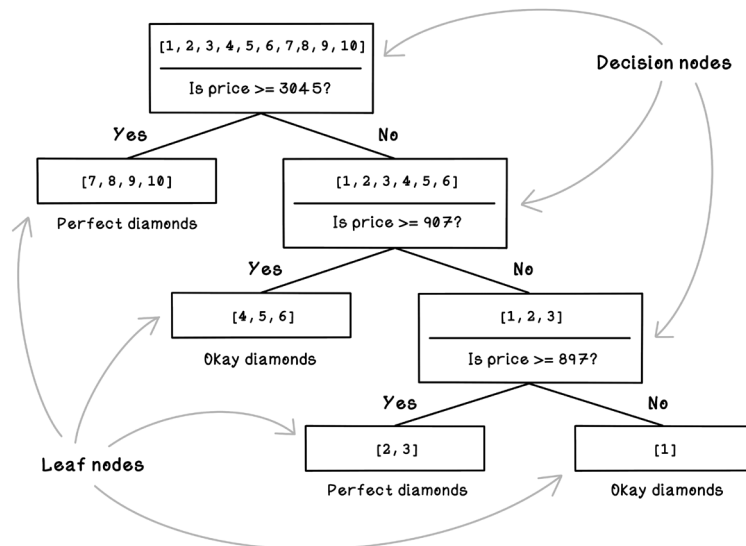 [1, 2, 3, 4, 5, 6, 7,8, 9, 10]
Is price >= 3045?
Decision nodes
Yes
No
[7, 8, 9, 10]
Perfect diamonds
[1, 2, 3, 4, 5, 6]
Is price >= 907?
Yes
No
[4, 5, 6]
Okay diamonds
[1, 2, 3]
Is price >= 897?
Yes
No
Leaf nodes
[2, 3]
Perfect diamonds
[1]
Okay diamonds